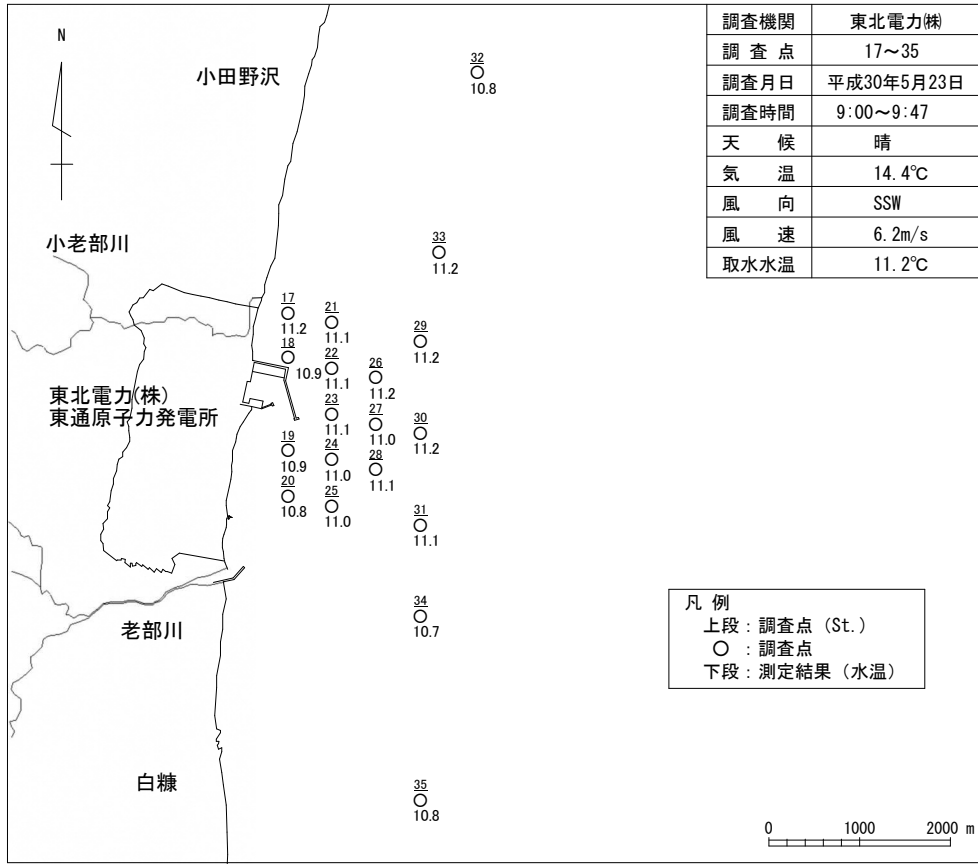 N
小田野沢
32
10.8
調査機関 東北電力㈱
調査点 17～35
調査月日 平成30年5月23日
調査時間 9:00～9:47
天候 晴
気温 14.4℃
風向 SSW
風速 6.2m/s
取水水温 11.2℃
小老部川
33
11.2
17
11.2
21
11.1
29
11.2
18
10.9
22
11.1
26
11.2
東北電力(株)
東通原子力発電所
23
11.1
27
11.0
30
11.2
19
10.9
24
11.0
28
11.1
20
10.8
25
11.0
31
11.1
34
10.7
老部川
凡 例
上段：調査点（St.）
○ ：調査点
下段：測定結果（水温）
白糠
35
10.8
0 1000 2000 m